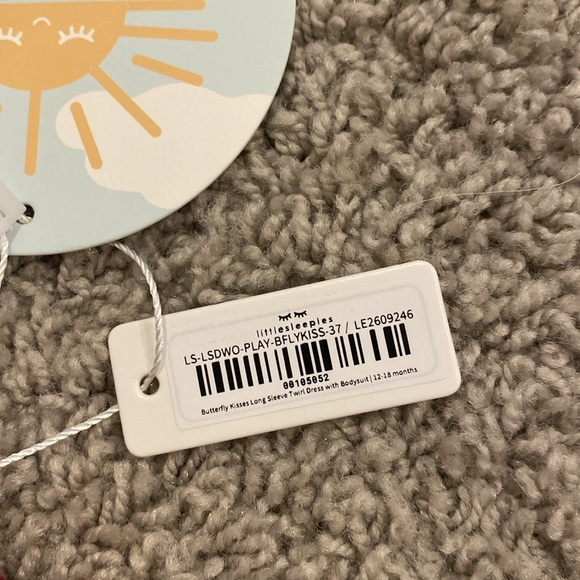 littlesleepies
LS-LSDWO-PLAY-BFLYKISS-37 / LE2609246
00105052
Butterfly Kisses Long Sleeve Twirl Dress with Bodysuit | 12-18 months